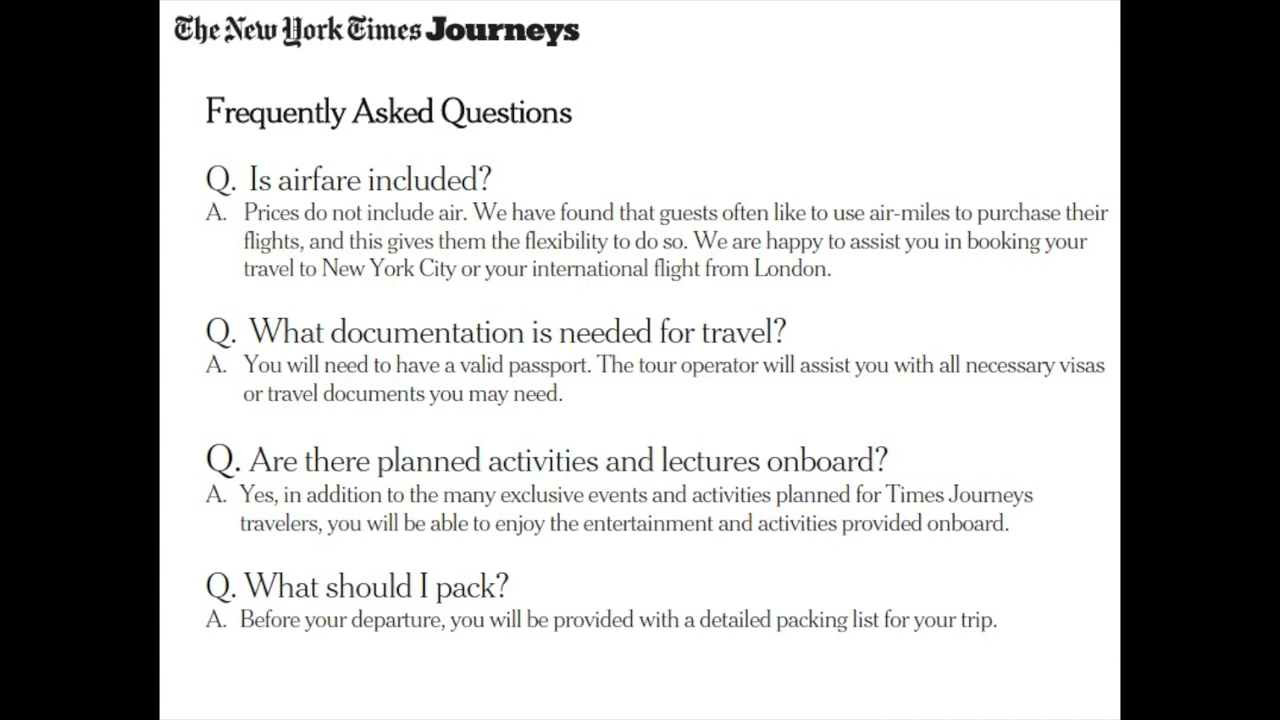 The New York Times Journeys
Frequently Asked Questions
Q. Is airfare included?
A. Prices do not include air. We have found that guests often like to use air-miles to purchase their
flights, and this gives them the flexibility to do so. We are happy to assist you in booking your
travel to New York City or your international flight from London.
Q. What documentation is needed for travel?
A. You will need to have a valid passport. The tour operator will assist you with all necessary visas
or travel documents you may need.
Q. Are there planned activities and lectures onboard?
A. Yes, in addition to the many exclusive events and activities planned for Times Journeys
travelers, you will be able to enjoy the entertainment and activities provided onboard.
Q. What should I pack?
A. Before your departure, you will be provided with a detailed packing list for your trip.